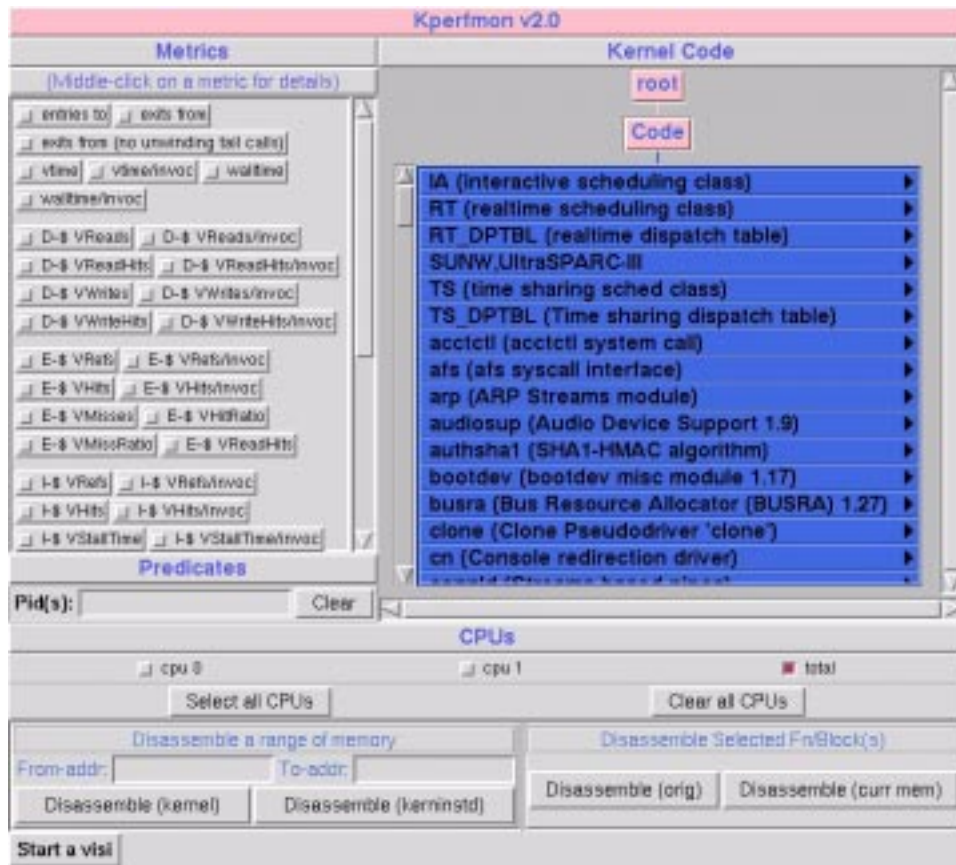 Kperfmon v2.0
Metrics
(Middle-click on a metric for details)
entries to exits from
exits from (no unwinding tail calls)
vtime vtime/invoc walltime
walltime/invoc
D-$ VReads D-$ VReads/invoc
D-$ VReadHits D-$ VReadHits/invoc
D-$ VWrites D-$ VWrites/invoc
D-$ VWriteHits D-$ VWriteHits/invoc
E-$ VRefs E-$ VRefs/invoc
E-$ VHits E-$ VHits/invoc
E-$ VMisses E-$ VHitRatio
E-$ VMissRatio E-$ VReadHits
I-$ VRefs I-$ VRefs/invoc
I-$ VHits I-$ VHits/invoc
I-$ VStallTime I-$ VStallTime/invoc
Kernel Code
root
Code
IA (interactive scheduling class)
RT (realtime scheduling class)
RT_DPTBL (realtime dispatch table)
SUNW,UltraSPARC-III
TS (time sharing sched class)
TS_DPTBL (Time sharing dispatch table)
acctctl (acctctl system call)
afs (afs syscall interface)
arp (ARP Streams module)
audiosup (Audio Device Support 1.9)
authsha1 (SHA1-HMAC algorithm)
bootdev (bootdev misc module 1.17)
busra (Bus Resource Allocator (BUSRA) 1.27)
clone (Clone Pseudodriver 'clone')
cn (Console redirection driver)
Predicates
Pid(s): Clear
CPUs
cpu 0 cpu 1 total
Select all CPUs Clear all CPUs
Disassemble a range of memory
From-addr: To-addr:
Disassemble (kernel) Disassemble (kerninstd)
Disassemble Selected Fn/Block(s)
Disassemble (orig) Disassemble (curr mem)
Start a visi